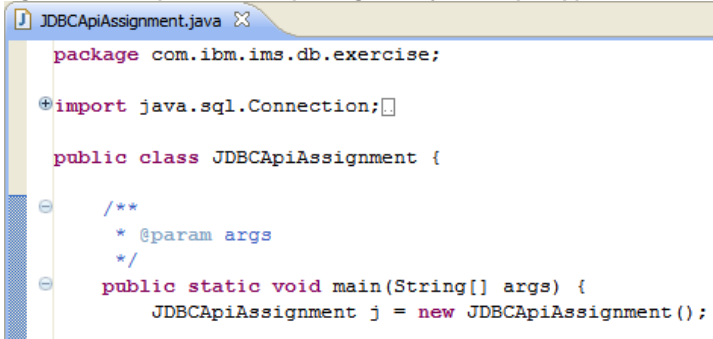 JDBCApiAssignment.java
package com.ibm.ims.db.exercise;
import java.sql.Connection;
public class JDBCApiAssignment {
/**
* @param args
*/
public static void main(String[] args) {
JDBCApiAssignment j = new JDBCApiAssignment();